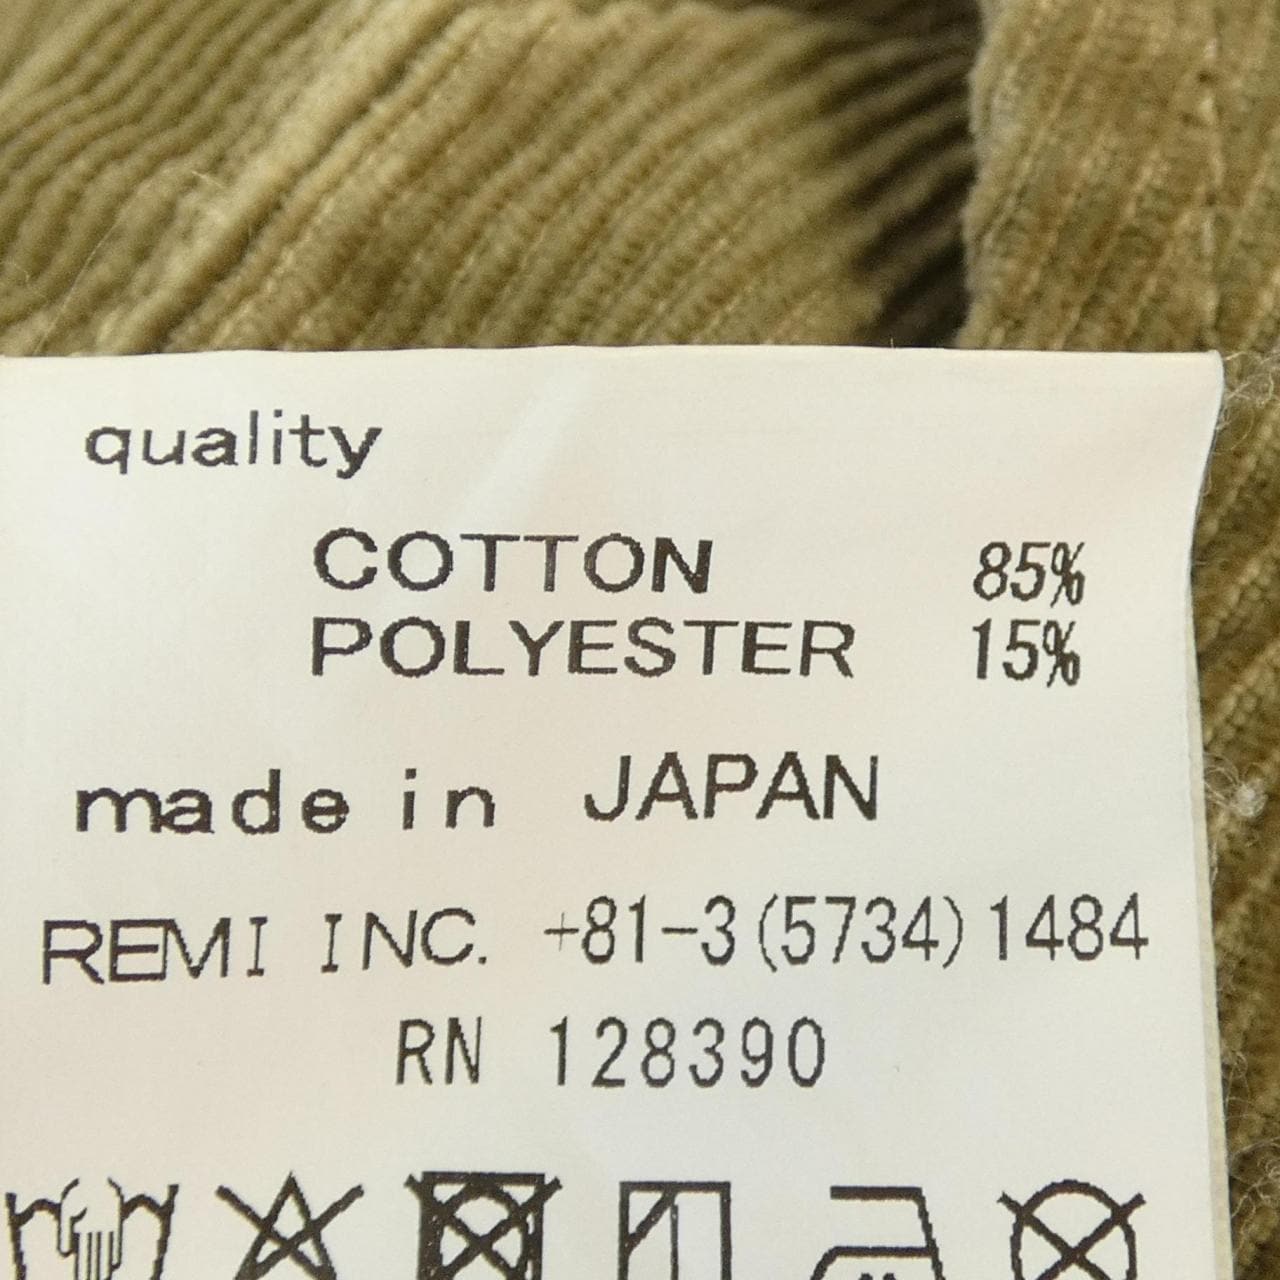 quality
COTTON 85%
POLYESTER 15%
made in JAPAN
REMI INC. +81-3(5734)1484
RN 128390